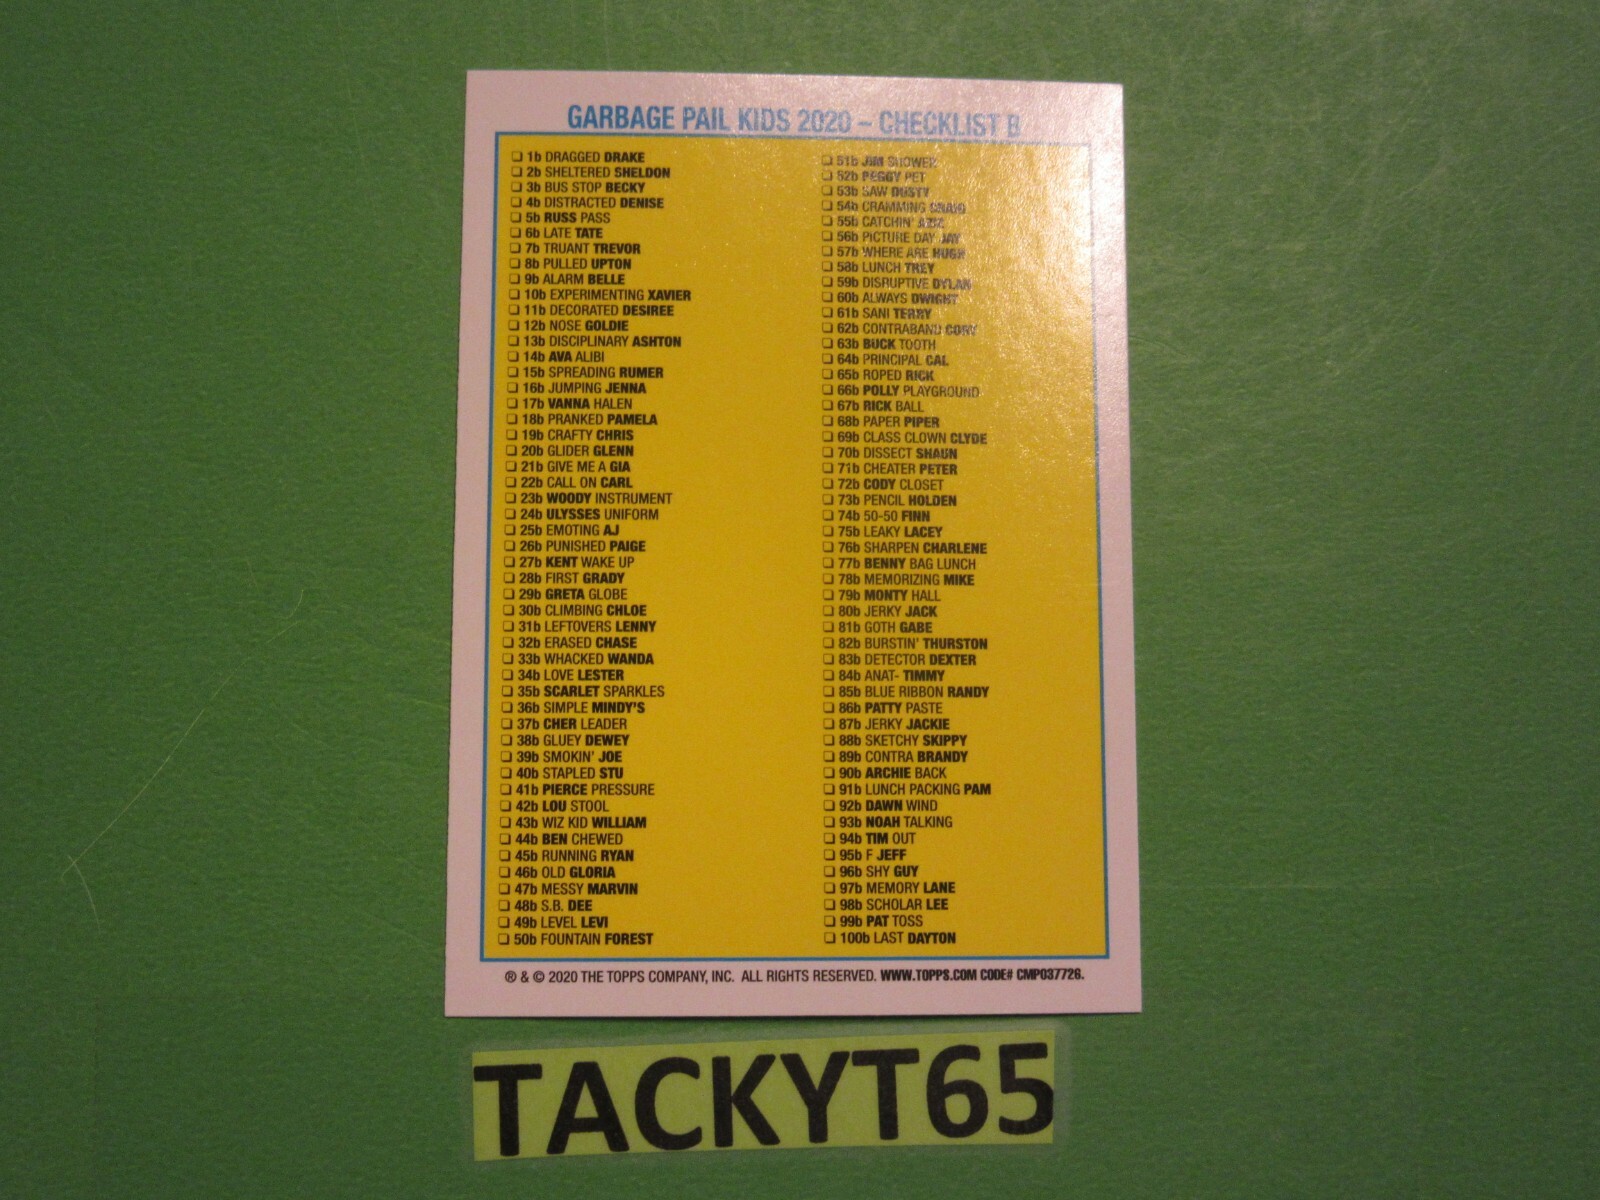 GARBAGE PAIL KIDS 2020 – CHECKLIST B
❏ 1b DRAGGED DRAKE
❏ 2b SHELTERED SHELDON
❏ 3b BUS STOP BECKY
❏ 4b DISTRACTED DENISE
❏ 5b RUSS PASS
❏ 6b LATE TATE
❏ 7b TRUANT TREVOR
❏ 8b PULLED UPTON
❏ 9b ALARM BELLE
❏ 10b EXPERIMENTING XAVIER
❏ 11b DECORATED DESIREE
❏ 12b NOSE GOLDIE
❏ 13b DISCIPLINARY ASHTON
❏ 14b AVA ALIBI
❏ 15b SPREADING RUMER
❏ 16b JUMPING JENNA
❏ 17b VANNA HALEN
❏ 18b PRANKED PAMELA
❏ 19b CRAFTY CHRIS
❏ 20b GLIDER GLENN
❏ 21b GIVE ME A GIA
❏ 22b CALL ON CARL
❏ 23b WOODY INSTRUMENT
❏ 24b ULYSSES UNIFORM
❏ 25b EMOTING AJ
❏ 26b PUNISHED PAIGE
❏ 27b KENT WAKE UP
❏ 28b FIRST GRADY
❏ 29b GRETA GLOBE
❏ 30b CLIMBING CHLOE
❏ 31b LEFTOVERS LENNY
❏ 32b ERASED CHASE
❏ 33b WHACKED WANDA
❏ 34b LOVE LESTER
❏ 35b SCARLET SPARKLES
❏ 36b SIMPLE MINDY'S
❏ 37b CHER LEADER
❏ 38b GLUEY DEWEY
❏ 39b SMOKIN' JOE
❏ 40b STAPLED STU
❏ 41b PIERCE PRESSURE
❏ 42b LOU STOOL
❏ 43b WIZ KID WILLIAM
❏ 44b BEN CHEWED
❏ 45b RUNNING RYAN
❏ 46b OLD GLORIA
❏ 47b MESSY MARVIN
❏ 48b S.B. DEE
❏ 49b LEVEL LEVI
❏ 50b FOUNTAIN FOREST
❏ 51b JIM SHOWER
❏ 52b PEGGY PET
❏ 53b SAW DUSTY
❏ 54b CRAMMING CRAIG
❏ 55b CATCHIN' AZIZ
❏ 56b PICTURE DAY JAY
❏ 57b WHERE ARE HUGH
❏ 58b LUNCH TREY
❏ 59b DISRUPTIVE DYLAN
❏ 60b ALWAYS DWIGHT
❏ 61b SANI TERRY
❏ 62b CONTRABAND CORY
❏ 63b BUCK TOOTH
❏ 64b PRINCIPAL CAL
❏ 65b ROPED RICK
❏ 66b POLLY PLAYGROUND
❏ 67b RICK BALL
❏ 68b PAPER PIPER
❏ 69b CLASS CLOWN CLYDE
❏ 70b DISSECT SHAUN
❏ 71b CHEATER PETER
❏ 72b CODY CLOSET
❏ 73b PENCIL HOLDEN
❏ 74b 50-50 FINN
❏ 75b LEAKY LACEY
❏ 76b SHARPEN CHARLENE
❏ 77b BENNY BAG LUNCH
❏ 78b MEMORIZING MIKE
❏ 79b MONTY HALL
❏ 80b JERKY JACK
❏ 81b GOTH GABE
❏ 82b BURSTIN' THURSTON
❏ 83b DETECTOR DEXTER
❏ 84b ANAT- TIMMY
❏ 85b BLUE RIBBON RANDY
❏ 86b PATTY PASTE
❏ 87b JERKY JACKIE
❏ 88b SKETCHY SKIPPY
❏ 89b CONTRA BRANDY
❏ 90b ARCHIE BACK
❏ 91b LUNCH PACKING PAM
❏ 92b DAWN WIND
❏ 93b NOAH TALKING
❏ 94b TIM OUT
❏ 95b F JEFF
❏ 96b SHY GUY
❏ 97b MEMORY LANE
❏ 98b SCHOLAR LEE
❏ 99b PAT TOSS
❏ 100b LAST DAYTON
® & © 2020 THE TOPPS COMPANY, INC. ALL RIGHTS RESERVED. WWW.TOPPS.COM CODE# CMP037726.
TACKYT65